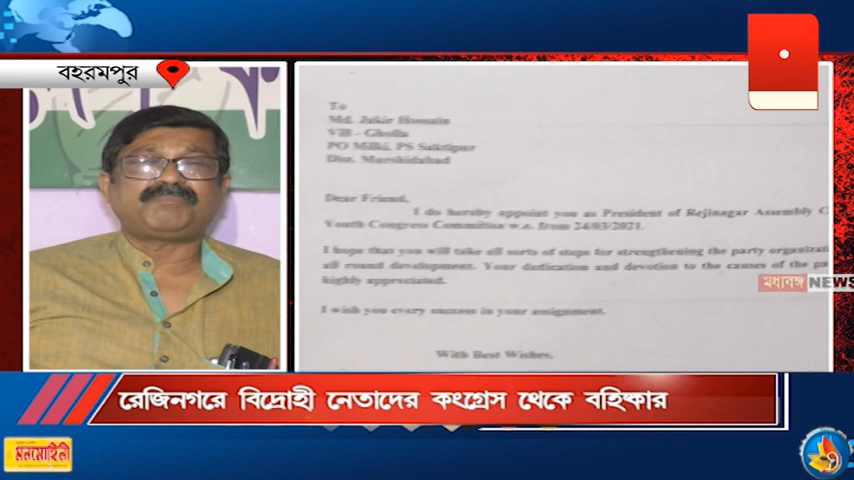 বহরমপুর
To
Md. Jakir Hossain
Vill - Gholla
PO Milki, PS Saktipur
Dist. Murshidabad
Dear Friend,
I do hereby appoint you as President of Rejinagar Assembly C
Youth Congress Committee w.e. from 24/03/2021.
I hope that you will take all sorts of steps for strengthening the party organizati
all round development. Your dedication and devotion to the causes of the pa
highly appreciated.
I wish you every success in your assignment.
With Best Wishes,
মধ্যবঙ্গ NEWS
রেজিনগরে বিদ্রোহী নেতাদের কংগ্রেস থেকে বহিষ্কার
মনমোহিনী